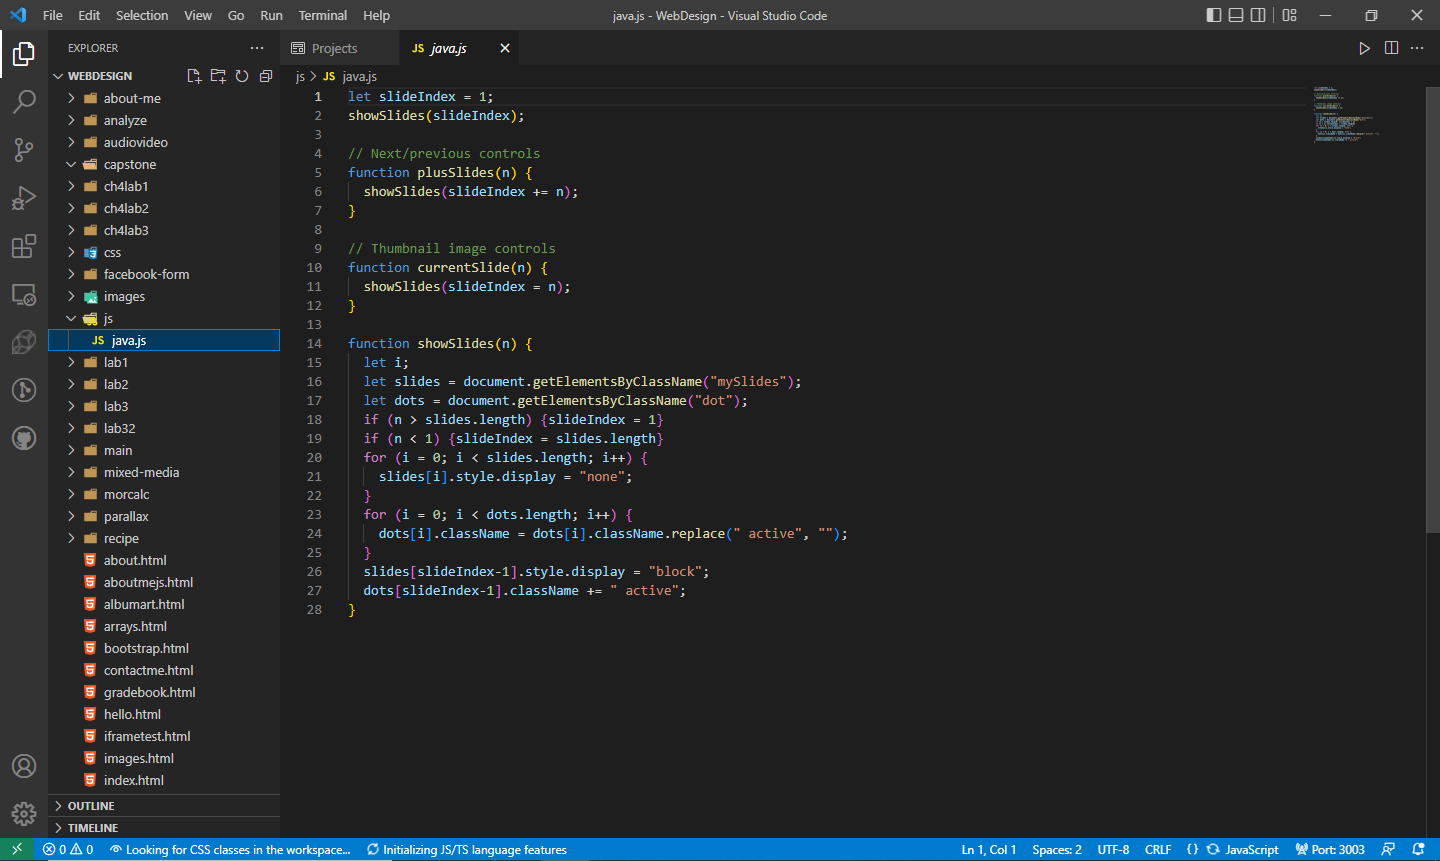 File Edit Selection View Go Run Terminal Help java.js - WebDesign - Visual Studio Code
EXPLORER
WEBDESIGN
about-me
analyze
audiovideo
capstone
ch4lab1
ch4lab2
ch4lab3
css
facebook-form
images
js
JS java.js
lab1
lab2
lab3
lab32
main
mixed-media
morcalc
parallax
recipe
about.html
aboutmejs.html
albumart.html
arrays.html
bootstrap.html
contactme.html
gradebook.html
hello.html
iframetest.html
images.html
index.html
OUTLINE
TIMELINE
Projects JS java.js
js > JS java.js
1 let slideIndex = 1;
2 showSlides(slideIndex);
3
4 // Next/previous controls
5 function plusSlides(n) {
6   showSlides(slideIndex += n);
7 }
8
9 // Thumbnail image controls
10 function currentSlide(n) {
11   showSlides(slideIndex = n);
12 }
13
14 function showSlides(n) {
15   let i;
16   let slides = document.getElementsByClassName("mySlides");
17   let dots = document.getElementsByClassName("dot");
18   if (n > slides.length) {slideIndex = 1}
19   if (n < 1) {slideIndex = slides.length}
20   for (i = 0; i < slides.length; i++) {
21     slides[i].style.display = "none";
22   }
23   for (i = 0; i < dots.length; i++) {
24     dots[i].className = dots[i].className.replace(" active", "");
25   }
26   slides[slideIndex-1].style.display = "block";
27   dots[slideIndex-1].className += " active";
28 }
0 0 Looking for CSS classes in the workspace... Initializing JS/TS language features Ln 1, Col 1 Spaces: 2 UTF-8 CRLF {} JavaScript Port: 3003